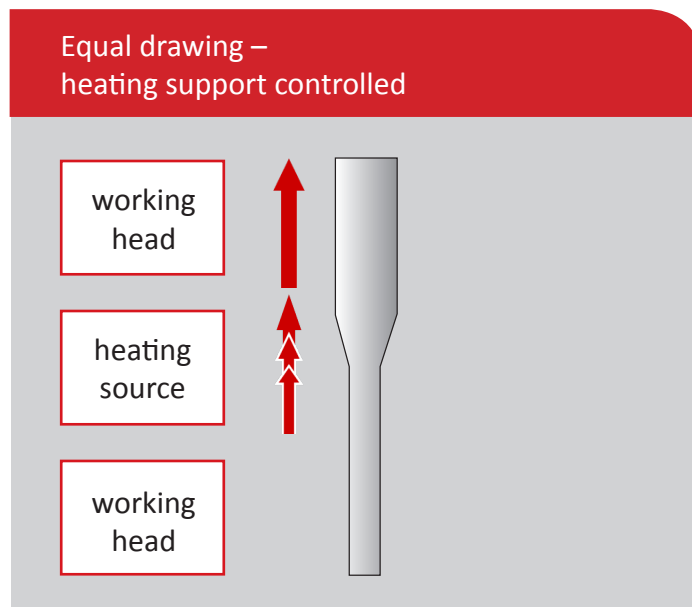 Equal drawing –
heating support controlled
working
head
heating
source
working
head